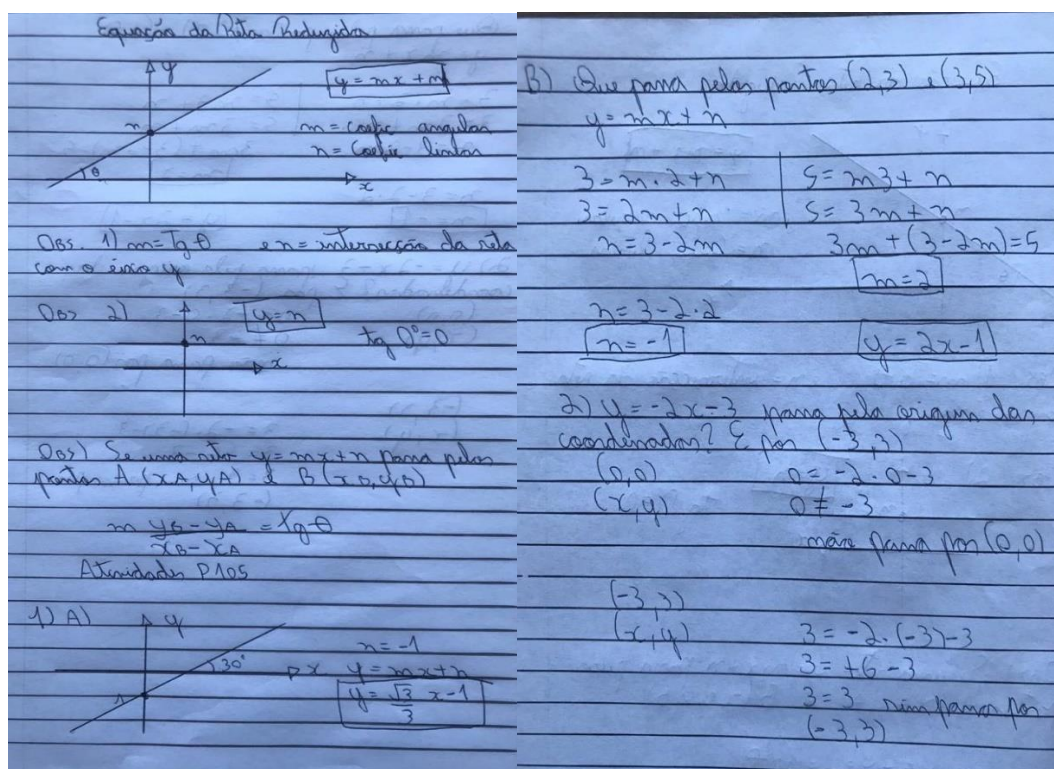 Equação da Reta Reduzida
y
y = mx + n
n
m = coefic angular
n = Coefic linear
θ
x
Obs. 1) m = Tg θ e n = intersecção da reta
com o eixo y
Obs 2)
y = n
n
tg 0° = 0
x
Obs) Se uma reta y = mx + n passa pelos
pontos A (xA, yA) e B (xB, yB)
m yB - yA = tg θ
xB - xA
Atividades P105
1) A)
y
n = -1
30°
x
y = mx + n
y = √3/3 x - 1
B) Que passa pelos pontos (2,3) e (3,5)
y = mx + n
3 = m . 2 + n
5 = m3 + n
3 = 2m + n
5 = 3m + n
n = 3 - 2m
3m + (3 - 2m) = 5
m = 2
n = 3 - 2 . 2
n = -1
y = 2x - 1
2) y = -2x - 3 passa pela origem das
coordenadas? E por (-3,3)
(0,0)
0 = -2 . 0 - 3
(x,y)
0 ≠ -3
não passa por (0,0)
(-3,3)
(x,y)
3 = -2 . (-3) - 3
3 = +6 - 3
3 = 3 sim passa por
(-3,3)